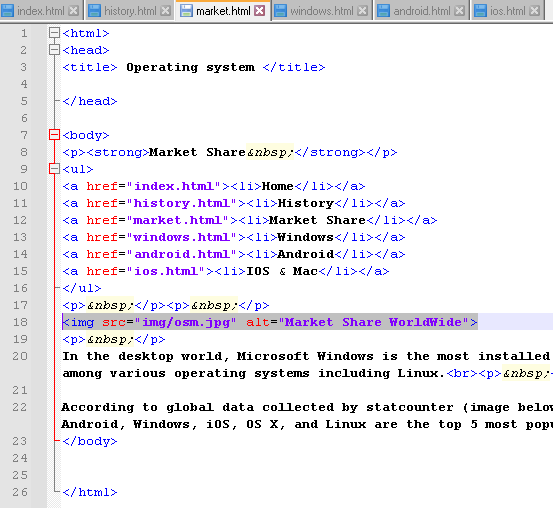 index.html history.html market.html windows.html android.html ios.html
1 <html>
2 <head>
3 <title> Operating system </title>
4
5 </head>
6
7 <body>
8 <p><strong>Market Share&nbsp;</strong></p>
9 <ul>
10 <a href="index.html"><li>Home</li></a>
11 <a href="history.html"><li>History</li></a>
12 <a href="market.html"><li>Market Share</li></a>
13 <a href="windows.html"><li>Windows</li></a>
14 <a href="android.html"><li>Android</li></a>
15 <a href="ios.html"><li>IOS & Mac</li></a>
16 </ul>
17 <p>&nbsp;</p><p>&nbsp;</p>
18 <img src="img/osm.jpg" alt="Market Share WorldWide">
19 <p>&nbsp;</p>
20 In the desktop world, Microsoft Windows is the most installed
among various operating systems including Linux.<br><p>&nbsp;
21
22 According to global data collected by statcounter (image belo
Android, Windows, iOS, OS X, and Linux are the top 5 most popu
23 </body>
24
25
26 </html>